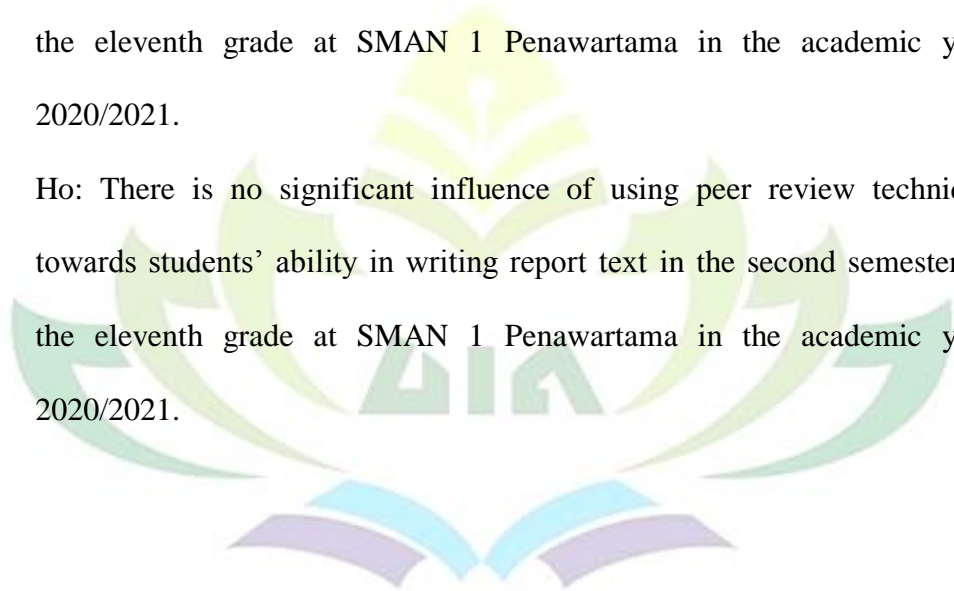 the eleventh grade at SMAN 1 Penawartama in the academic y
2020/2021.
Ho: There is no significant influence of using peer review techni
towards students’ ability in writing report text in the second semester
the eleventh grade at SMAN 1 Penawartama in the academic y
2020/2021.